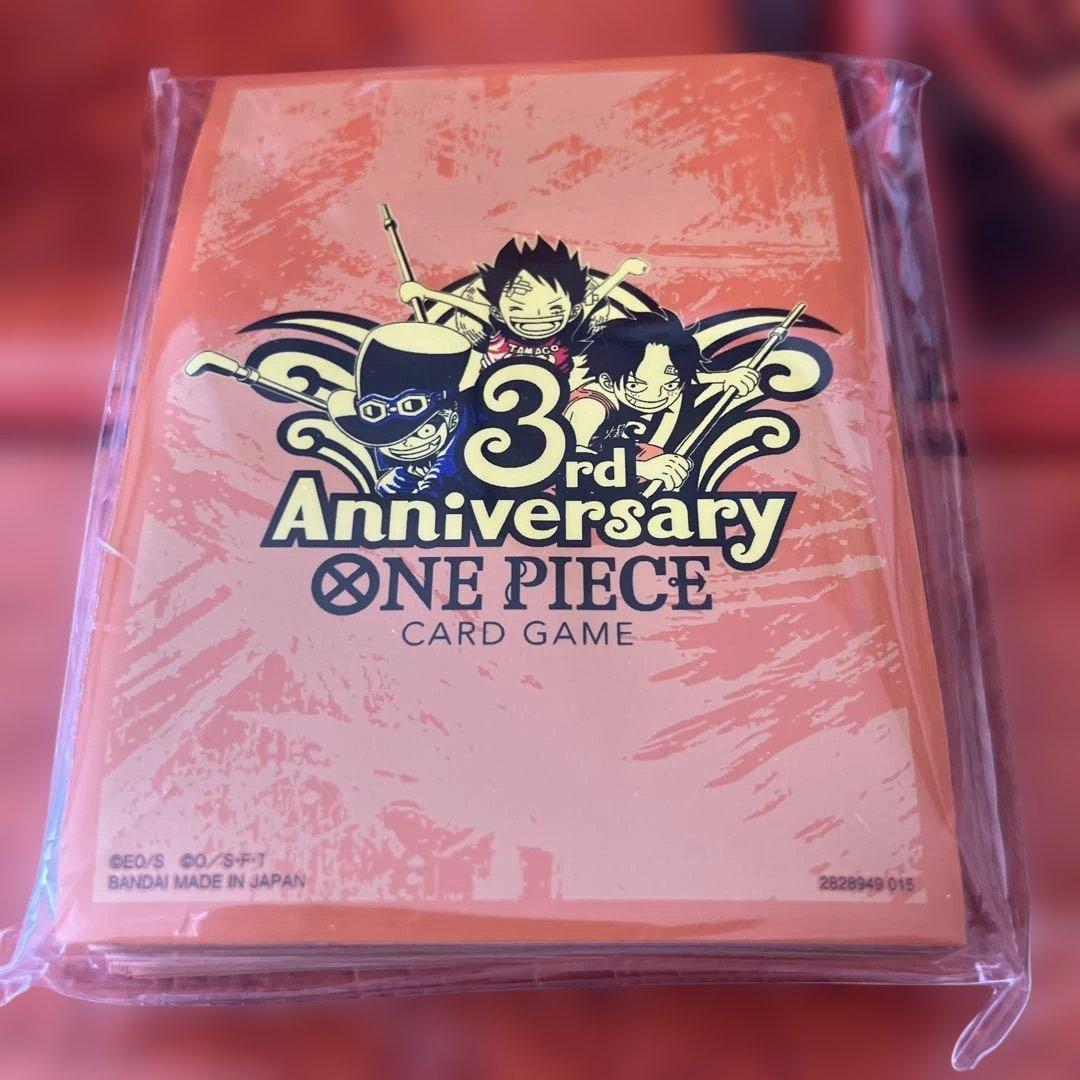 TAMAGO
3rd
Anniversary
ONE PIECE
CARD GAME
©EO/S ©O/S・F・T
BANDAI MADE IN JAPAN
2828949 015